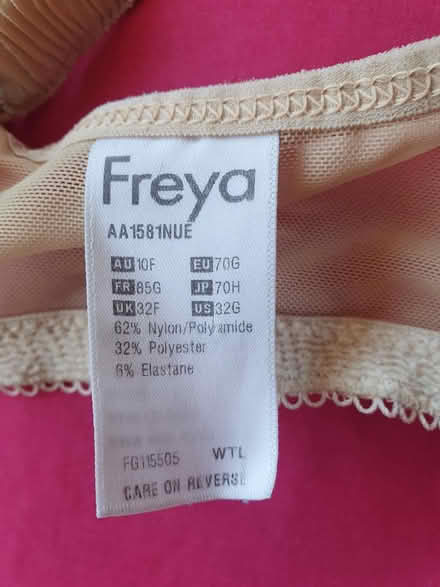 Freya
AA1581NUE
AU 10F EU 70G
FR 85G JP 70H
UK 32F US 32G
62% Nylon/Polyamide
32% Polyester
6% Elastane
FG115505 WTL
CARE ON REVERSE